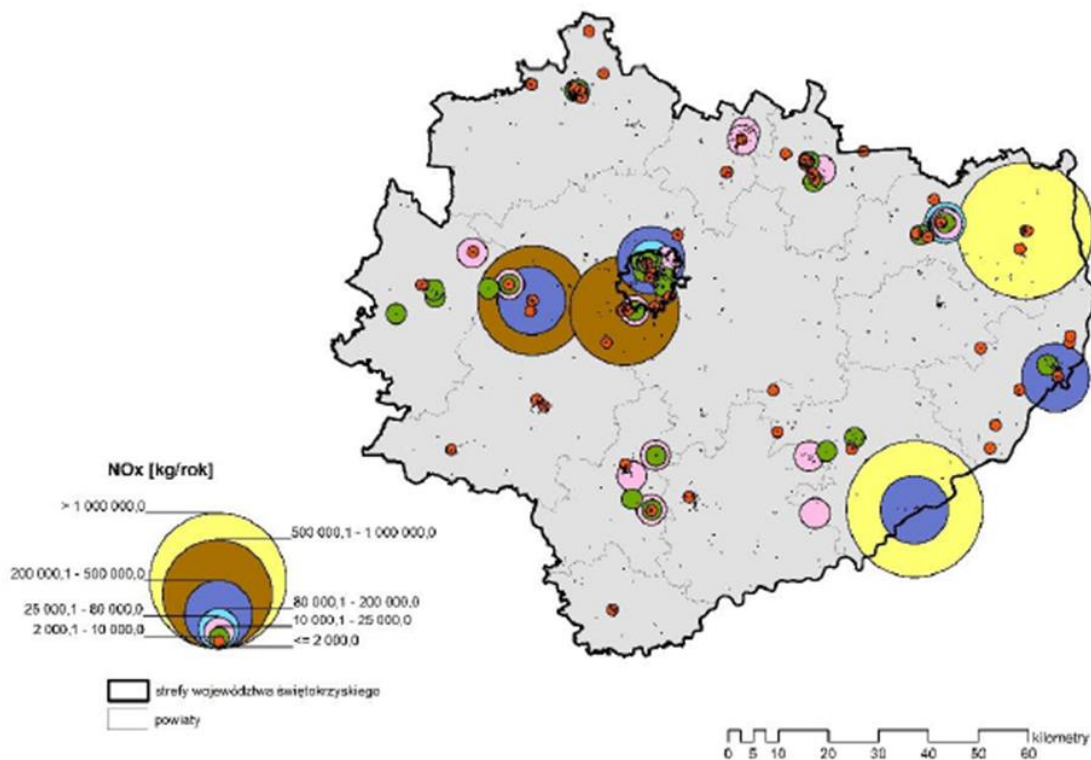 NOx [kg/rok]
> 1 000 000,0
500 000,1 - 1 000 000,0
200 000,1 - 500 000,0
80 000,1 - 200 000,0
25 000,1 - 80 000,0
10 000,1 - 25 000,0
2 000,1 - 10 000,0
<= 2 000,0
strefy województwa świętokrzyskiego
powiaty
kilometry
0 5 10 20 30 40 50 60